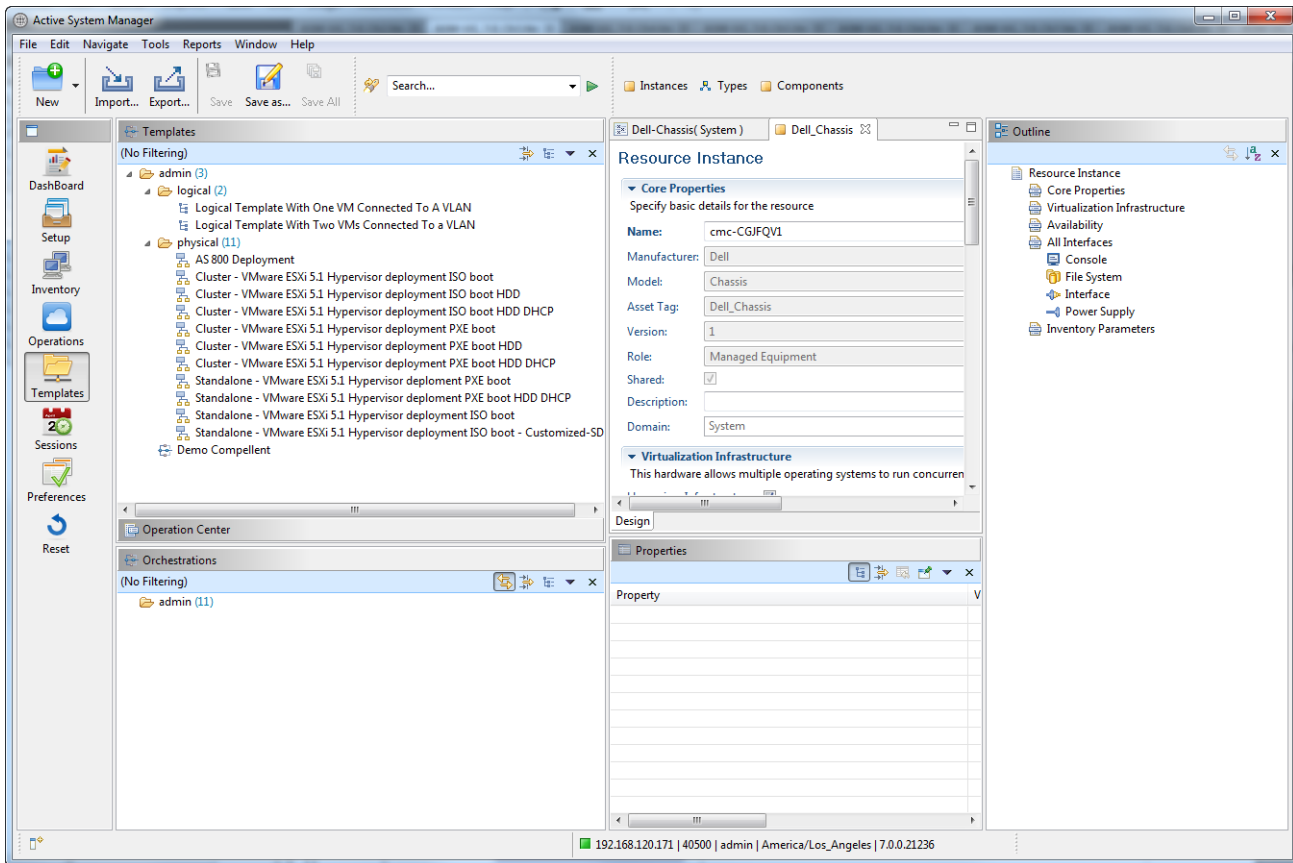 Active System Manager
File Edit Navigate Tools Reports Window Help
New
Import... Export...
Save Save as... Save All
Search...
Instances Types Components
DashBoard
Setup
Inventory
Operations
Templates
Sessions
Preferences
Reset
Templates
(No Filtering)
admin (3)
logical (2)
Logical Template With One VM Connected To A VLAN
Logical Template With Two VMs Connected To a VLAN
physical (11)
AS 800 Deployment
Cluster - VMware ESXi 5.1 Hypervisor deployment ISO boot
Cluster - VMware ESXi 5.1 Hypervisor deployment ISO boot HDD
Cluster - VMware ESXi 5.1 Hypervisor deployment ISO boot HDD DHCP
Cluster - VMware ESXi 5.1 Hypervisor deployment PXE boot
Cluster - VMware ESXi 5.1 Hypervisor deployment PXE boot HDD
Cluster - VMware ESXi 5.1 Hypervisor deployment PXE boot HDD DHCP
Standalone - VMware ESXi 5.1 Hypervisor deploment PXE boot
Standalone - VMware ESXi 5.1 Hypervisor deploment PXE boot HDD DHCP
Standalone - VMware ESXi 5.1 Hypervisor deployment ISO boot
Standalone - VMware ESXi 5.1 Hypervisor deployment ISO boot - Customized-SD
Demo Compellent
Operation Center
Orchestrations
(No Filtering)
admin (11)
Dell-Chassis( System )
Dell_Chassis
Resource Instance
Core Properties
Specify basic details for the resource
Name: cmc-CGJFQV1
Manufacturer: Dell
Model: Chassis
Asset Tag: Dell_Chassis
Version: 1
Role: Managed Equipment
Shared:
Description:
Domain: System
Virtualization Infrastructure
This hardware allows multiple operating systems to run concurren
Design
Properties
Property V
Outline
Resource Instance
Core Properties
Virtualization Infrastructure
Availability
All Interfaces
Console
File System
Interface
Power Supply
Inventory Parameters
192.168.120.171 | 40500 | admin | America/Los_Angeles | 7.0.0.21236